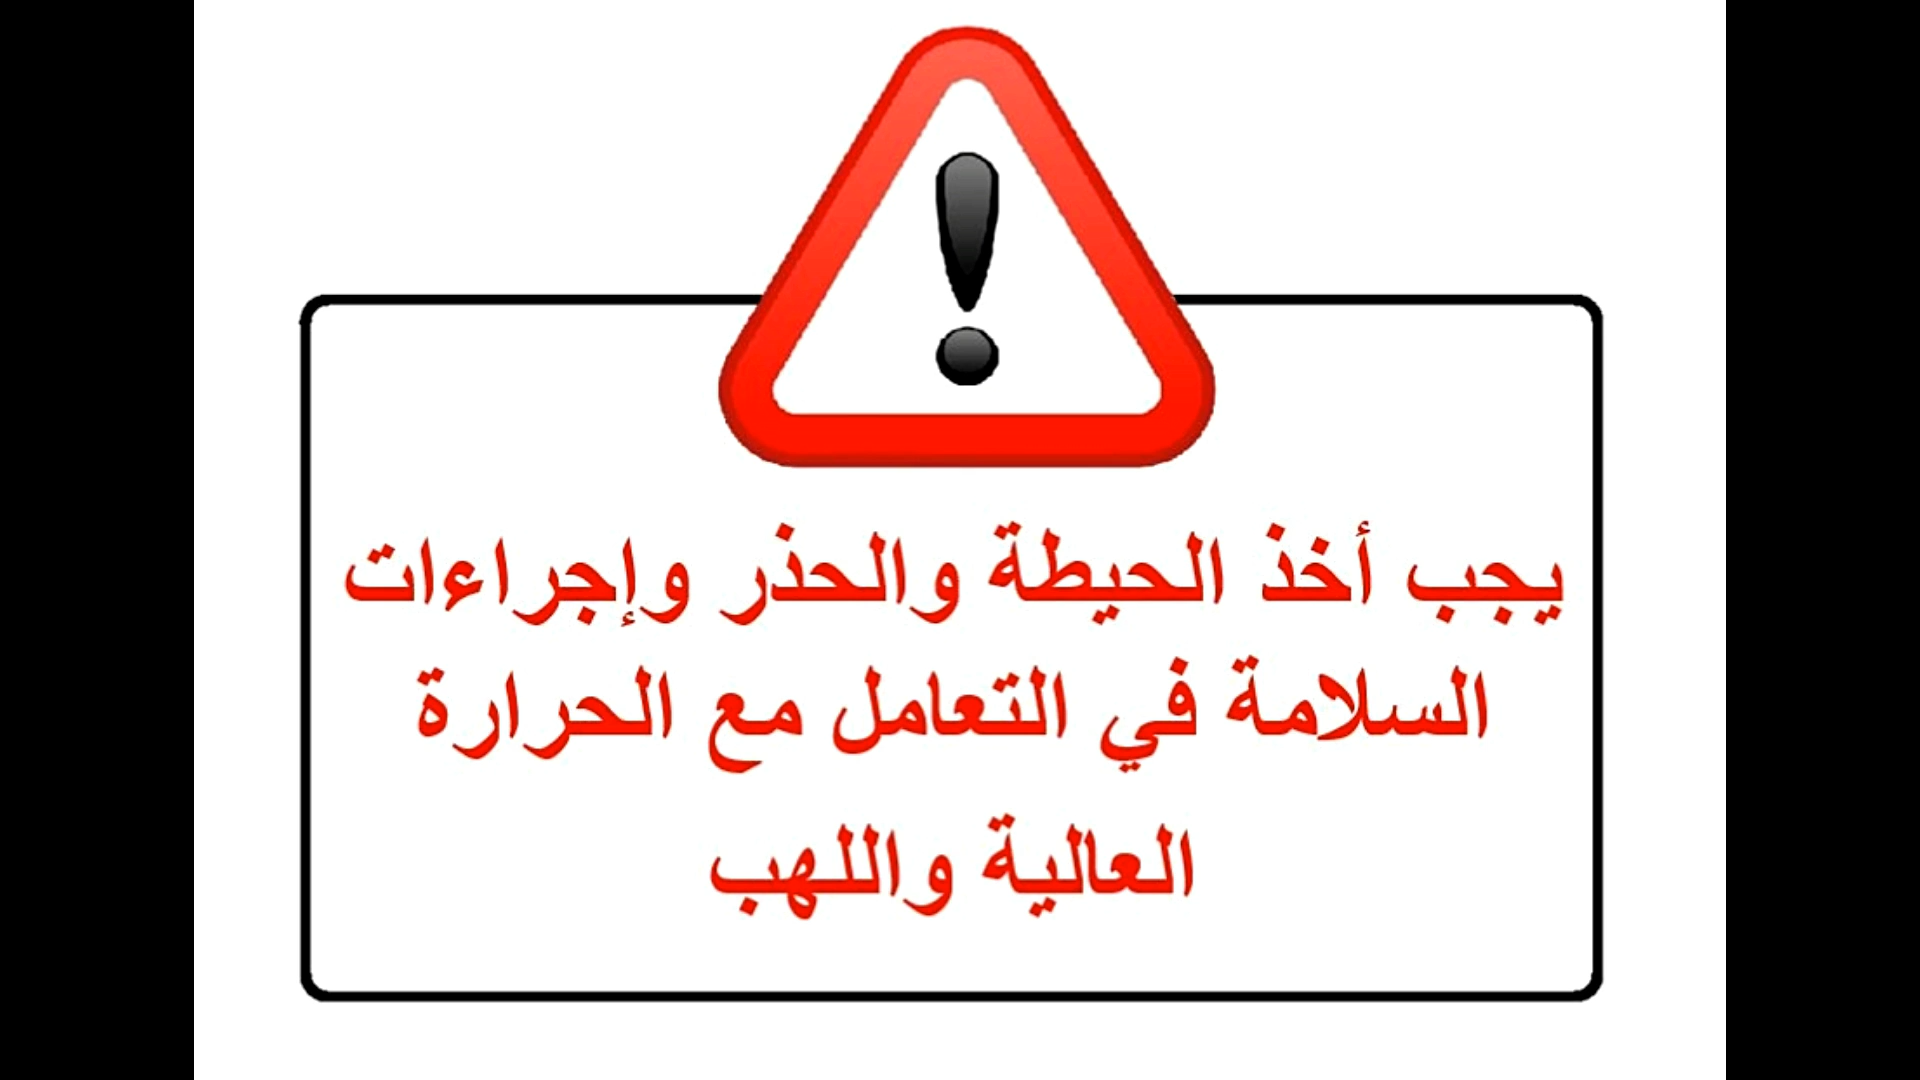 يجب أخذ الحيطة والحذر وإجراءات
السلامة في التعامل مع الحرارة
العالية واللهب